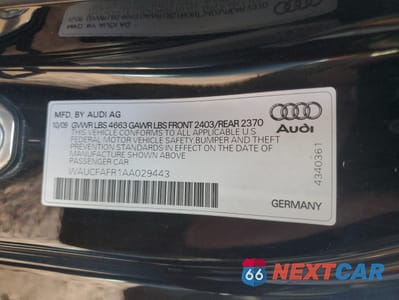 MFD. BY AUDI AG
10/09 GVWR LBS 4663 GAWR LBS FRONT 2403/REAR 2370
THIS VEHICLE CONFORMS TO ALL APPLICABLE U.S.
FEDERAL MOTOR VEHICLE SAFETY, BUMPER, AND
THEFT PREVENTION STANDARDS IN EFFECT ON THE DATE OF
MANUFACTURE SHOWN ABOVE
PASSENGER CAR
WAUCFAFR1AA029443
Audi
4340361
GERMANY
66 NEXTCAR